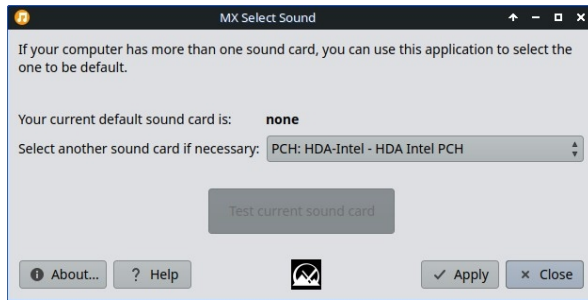 MX Select Sound
If your computer has more than one sound card, you can use this application to select the
one to be default.
Your current default sound card is: none
Select another sound card if necessary: PCH: HDA-Intel - HDA Intel PCH
Test current sound card
About... ? Help ✓ Apply × Close